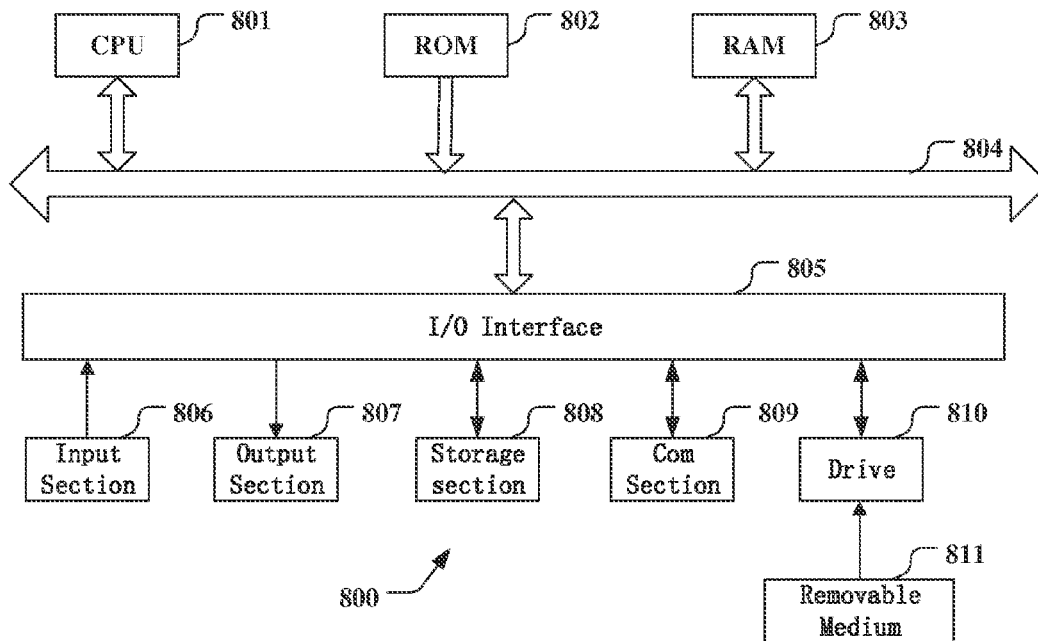 CPU
801
ROM
802
RAM
803
804
805
I/O Interface
806
807
808
809
810
Input
Section
Output
Section
Storage
section
Com
Section
Drive
800
811
Removable
Medium